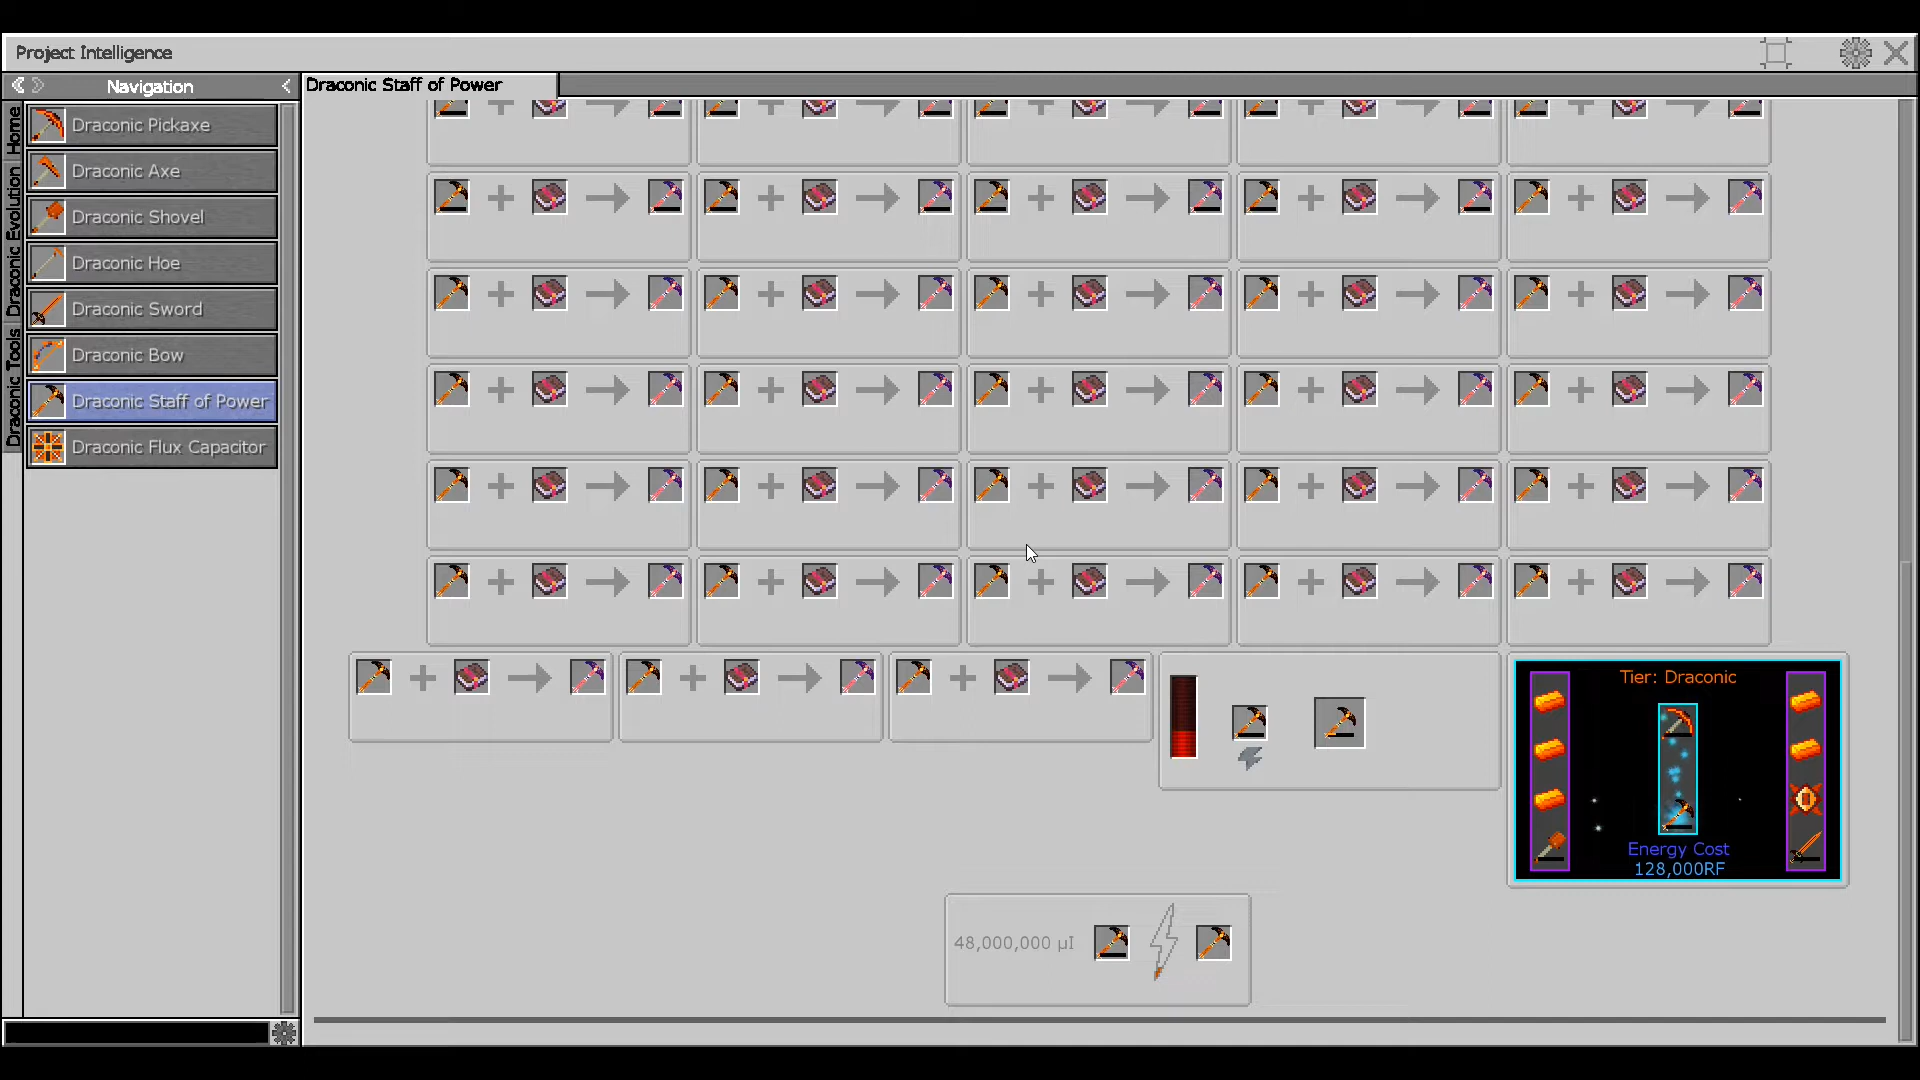 Project Intelligence
Navigation
Draconic Staff of Power
Home
Draconic Evolution
Draconic Tools
Draconic Pickaxe
Draconic Axe
Draconic Shovel
Draconic Hoe
Draconic Sword
Draconic Bow
Draconic Staff of Power
Draconic Flux Capacitor
Tier: Draconic
Energy Cost
128,000RF
48,000,000 µI